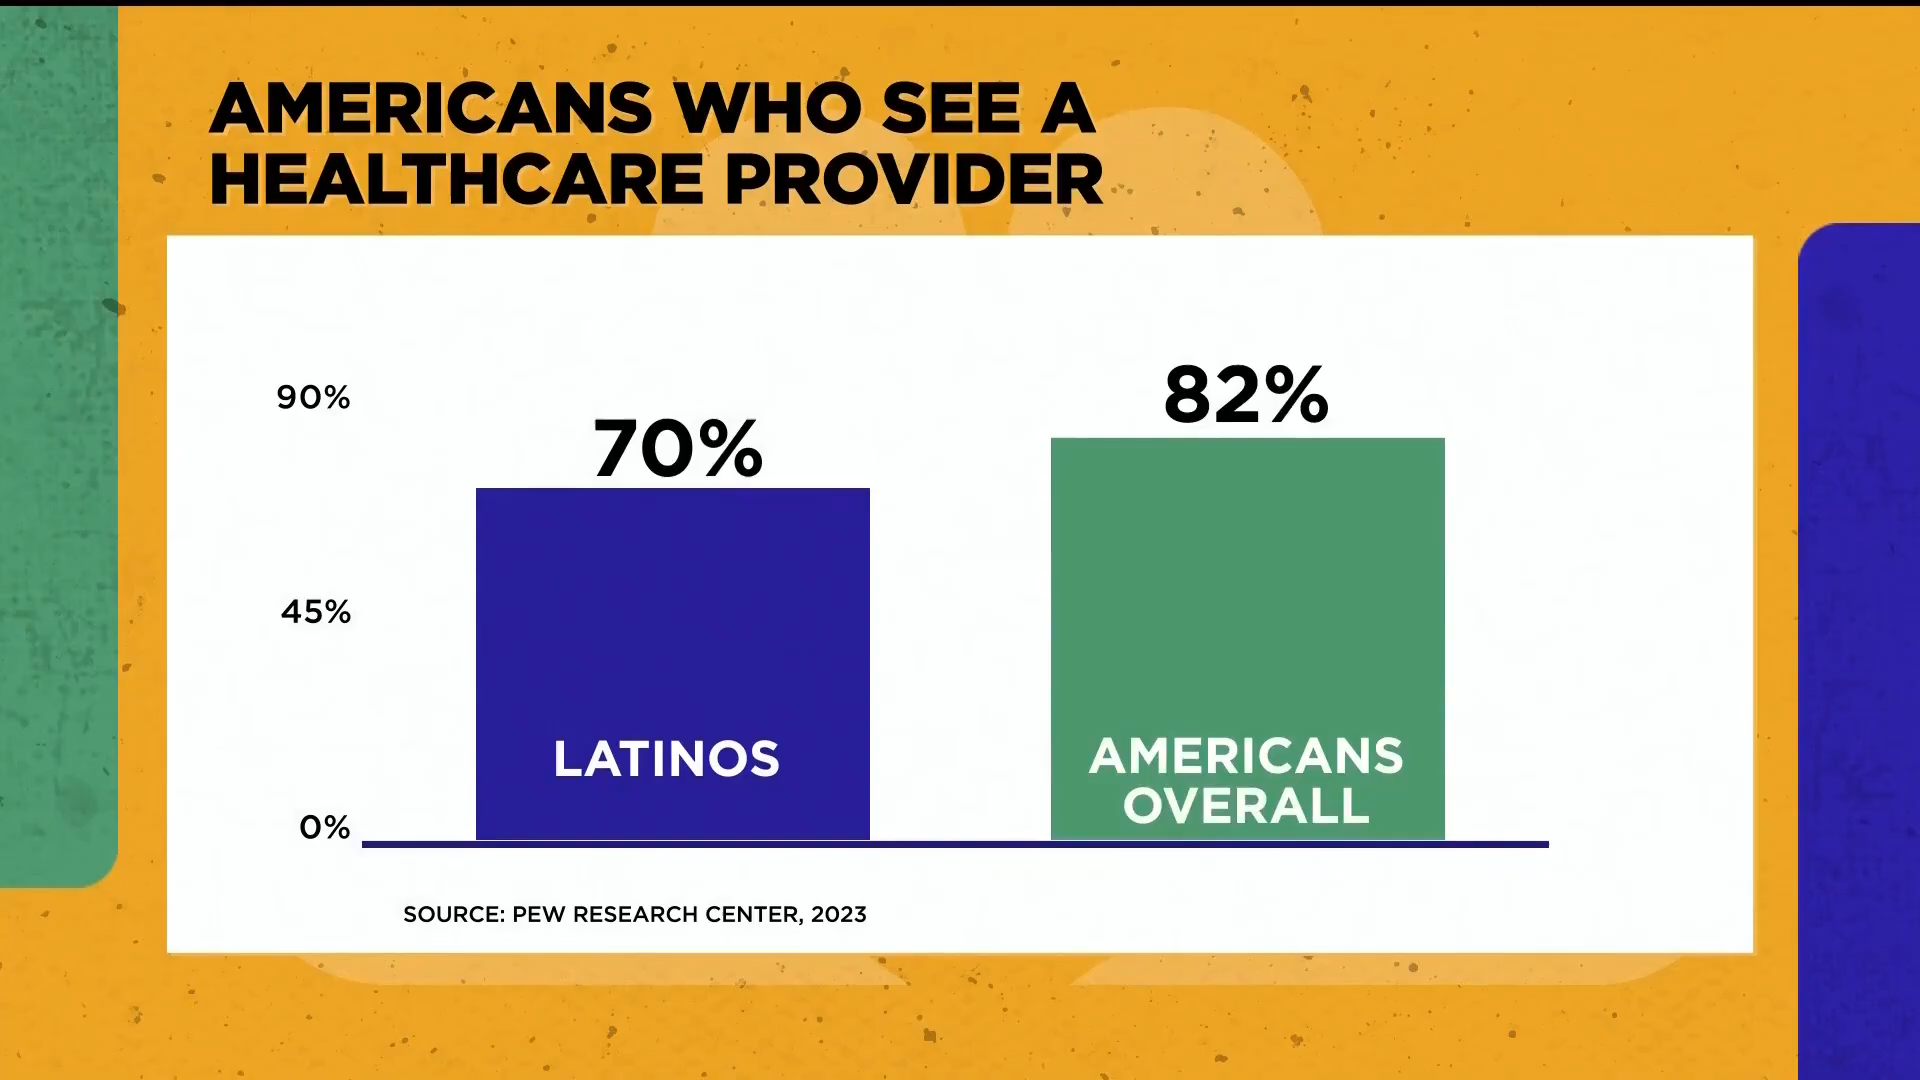 AMERICANS WHO SEE A
HEALTHCARE PROVIDER
90%
45%
0%
70%
LATINOS
82%
AMERICANS
OVERALL
SOURCE: PEW RESEARCH CENTER, 2023